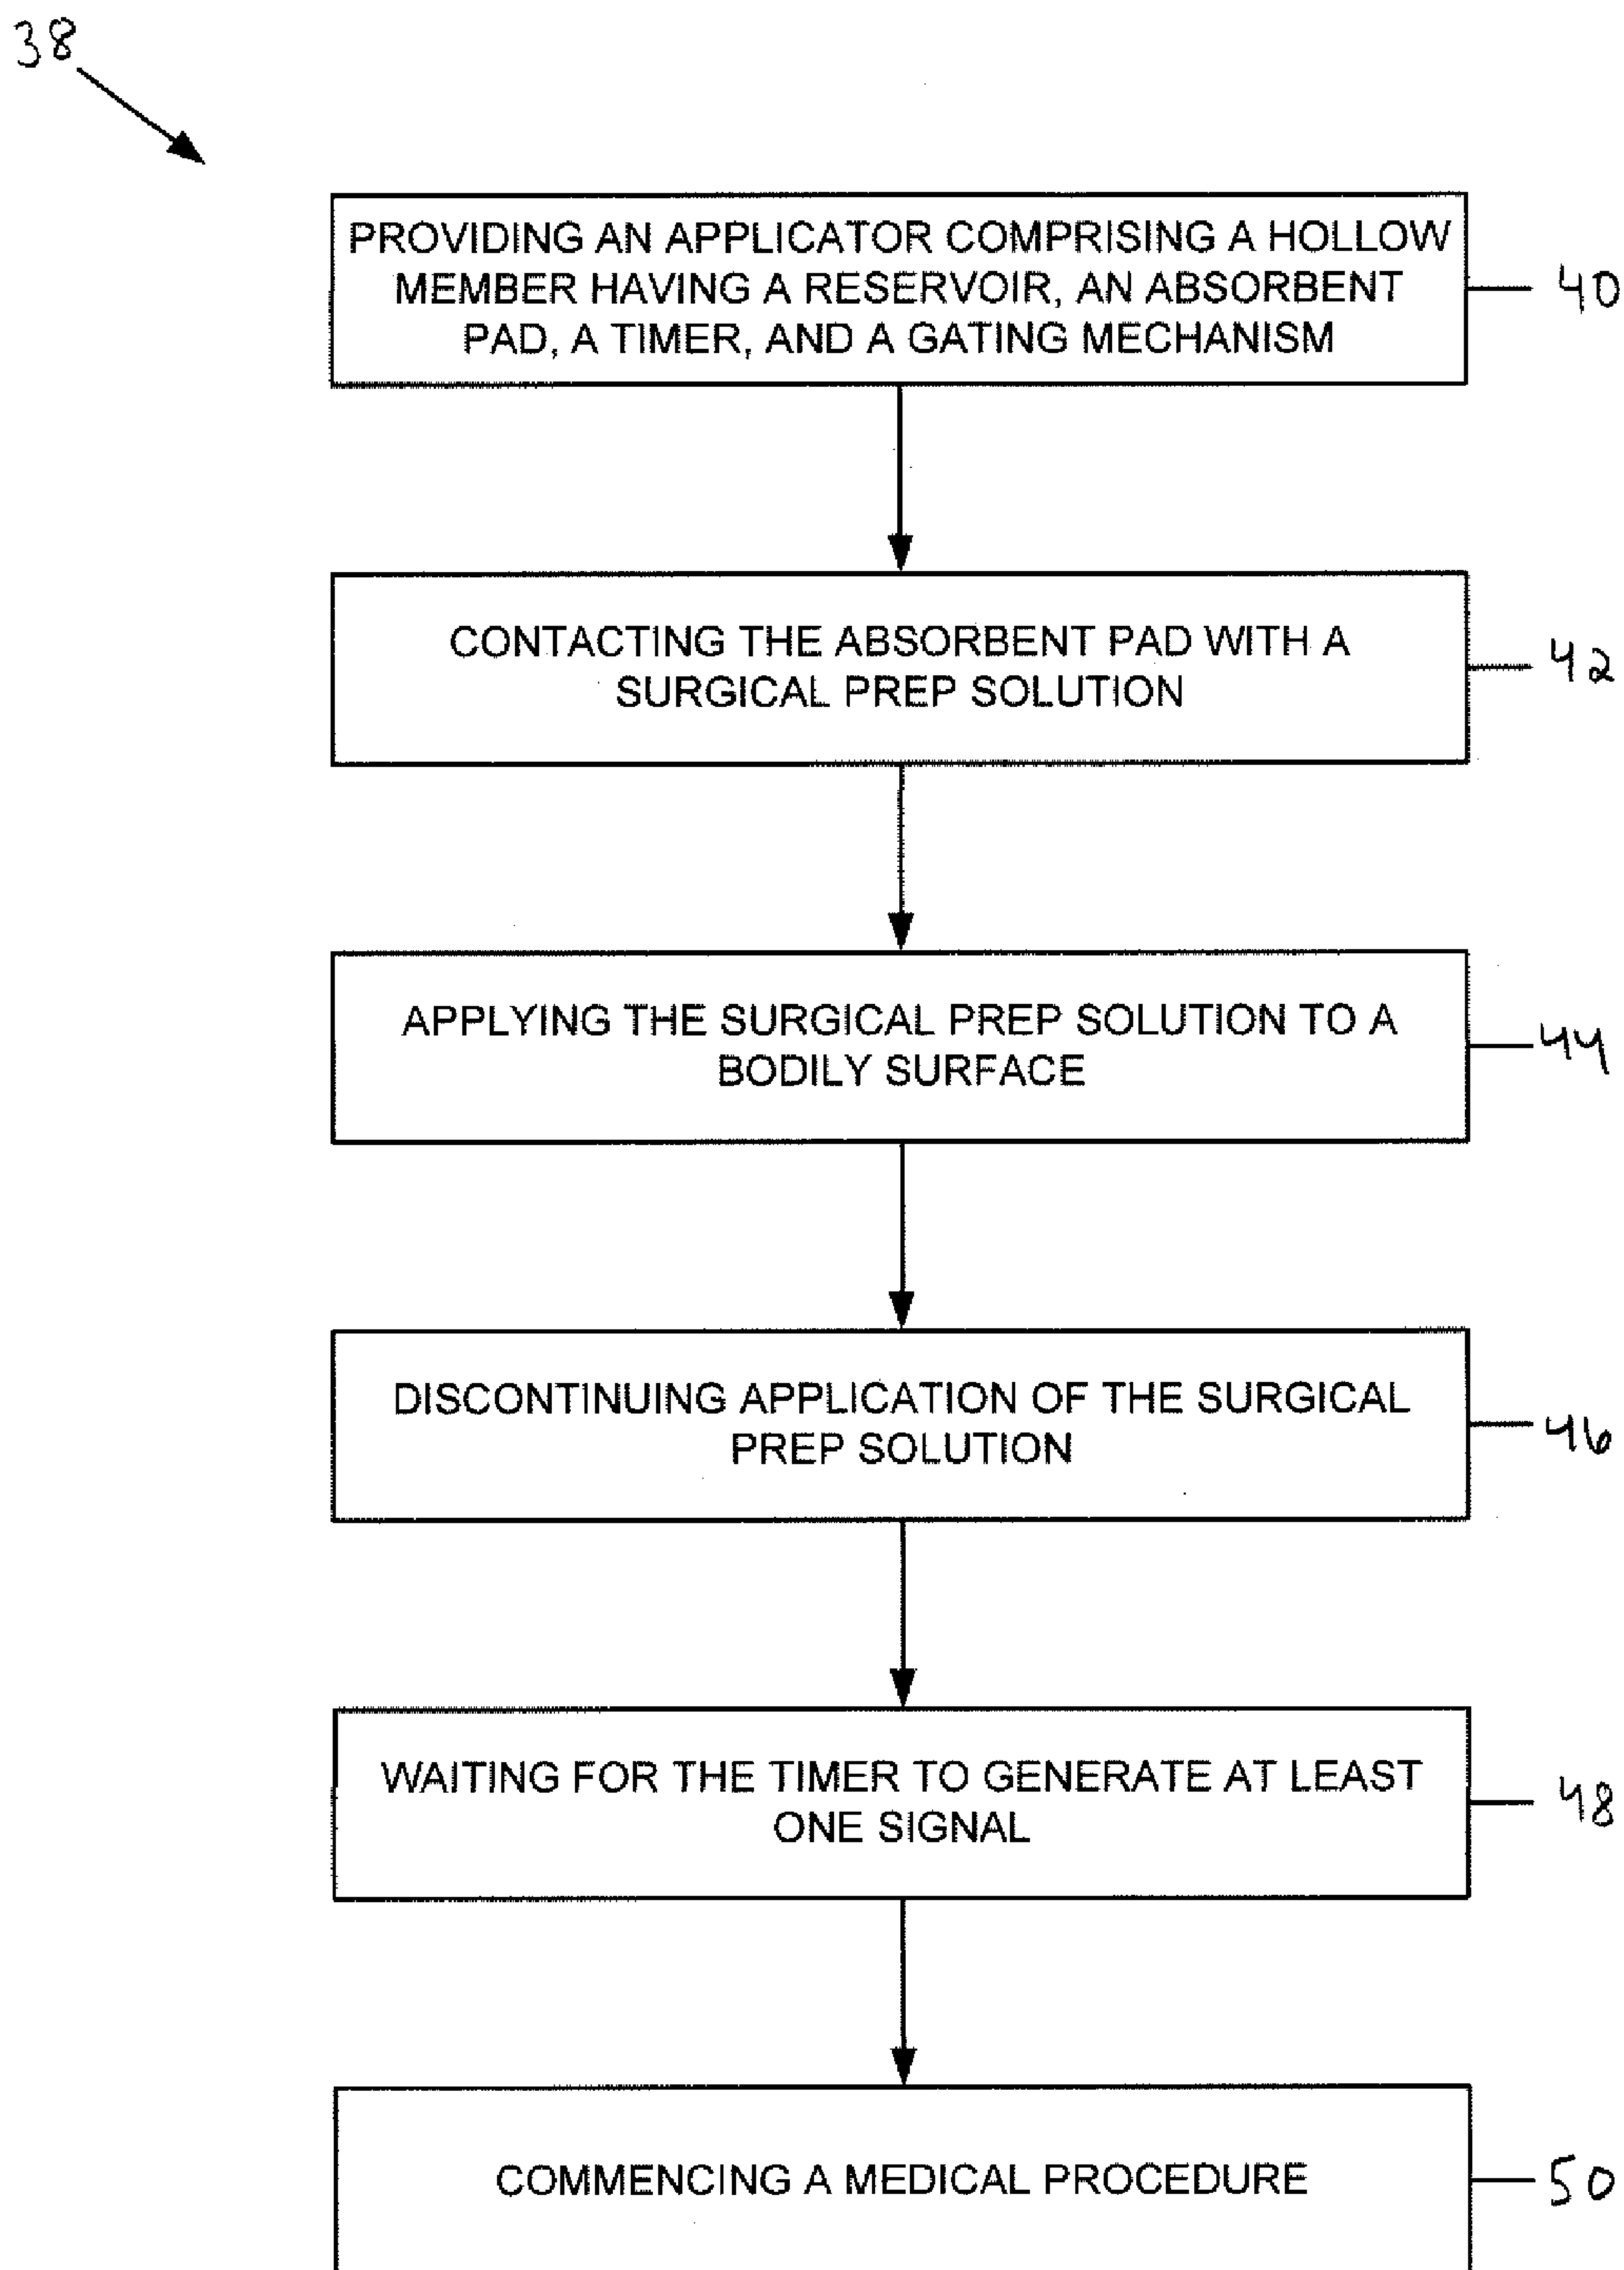 38
PROVIDING AN APPLICATOR COMPRISING A HOLLOW
MEMBER HAVING A RESERVOIR, AN ABSORBENT
PAD, A TIMER, AND A GATING MECHANISM
40
CONTACTING THE ABSORBENT PAD WITH A
SURGICAL PREP SOLUTION
42
APPLYING THE SURGICAL PREP SOLUTION TO A
BODILY SURFACE
44
DISCONTINUING APPLICATION OF THE SURGICAL
PREP SOLUTION
46
WAITING FOR THE TIMER TO GENERATE AT LEAST
ONE SIGNAL
48
COMMENCING A MEDICAL PROCEDURE
50